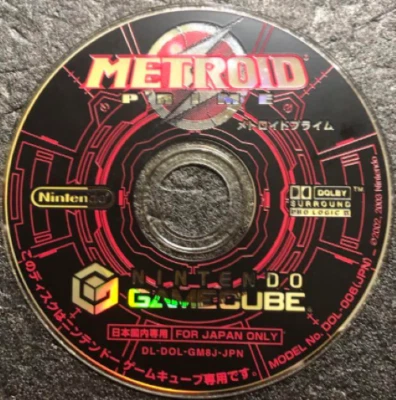 METROID
PRIME
メトロイドプライム
Nintendo
DOLBY
SURROUND
PRO LOGIC II
©2002, 2003 Nintendo
NINTENDO
GAMECUBE
日本国内専用 FOR JAPAN ONLY
DL-DOL-GM8J-JPN
MODEL No. DOL-006(JPN)
このディスクはニンテンドーゲームキューブ専用です。